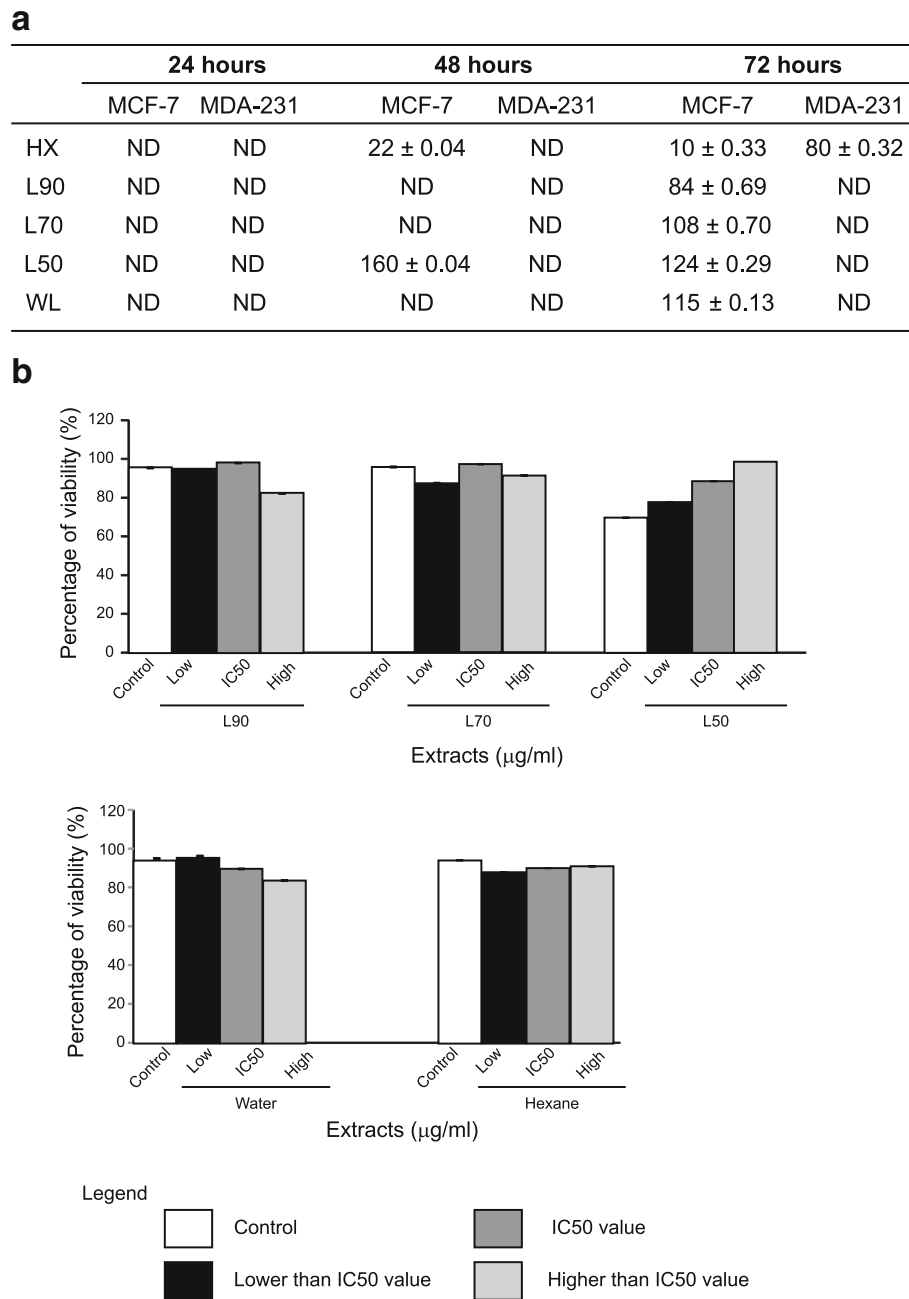 a
24 hours 48 hours 72 hours
MCF-7 MDA-231 MCF-7 MDA-231 MCF-7 MDA-231
HX ND ND 22 ± 0.04 ND 10 ± 0.33 80 ± 0.32
L90 ND ND ND ND 84 ± 0.69 ND
L70 ND ND ND ND 108 ± 0.70 ND
L50 ND ND 160 ± 0.04 ND 124 ± 0.29 ND
WL ND ND ND ND 115 ± 0.13 ND
b
Percentage of viability (%)
120
100
80
60
40
20
0
Control Low IC50 High Control Low IC50 High Control Low IC50 High
L90 L70 L50
Extracts (µg/ml)
Percentage of viability (%)
120
100
80
60
40
20
0
Control Low IC50 High Control Low IC50 High
Water Hexane
Extracts (µg/ml)
Legend
Control IC50 value
Lower than IC50 value Higher than IC50 value